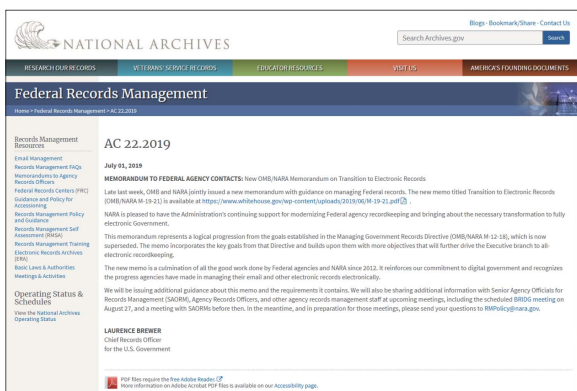 Blogs · Bookmark/Share · Contact Us
NATIONAL ARCHIVES
Search Archives.gov
Search
RESEARCH OUR RECORDS
VETERANS' SERVICE RECORDS
EDUCATOR RESOURCES
VISIT US
AMERICA'S FOUNDING DOCUMENTS
Federal Records Management
Home > Federal Records Management > AC 22.2019
Records Management
Resources
Email Management
Records Management FAQs
Memorandums to Agency
Records Officers
Federal Records Centers (FRC)
Guidance and Policy for
Accessioning
Records Management Policy
and Guidance
Records Management Self
Assessment (RMSA)
Records Management Training
Electronic Records Archives
(ERA)
Basic Laws & Authorities
Meetings & Activities
Operating Status &
Schedules
View the National Archives
Operating Status
AC 22.2019
July 01, 2019
MEMORANDUM TO FEDERAL AGENCY CONTACTS: New OMB/NARA Memorandum on Transition to Electronic Records
Late last week, OMB and NARA jointly issued a new memorandum with guidance on managing Federal records. The new memo titled Transition to Electronic Records
(OMB/NARA M-19-21) is available at https://www.whitehouse.gov/wp-content/uploads/2019/06/M-19-21.pdf .
NARA is pleased to have the Administration's continuing support for modernizing Federal agency recordkeeping and bringing about the necessary transformation to fully
electronic Government.
This memorandum represents a logical progression from the goals established in the Managing Government Records Directive (OMB/NARA M-12-18), which is now
superseded. The memo incorporates the key goals from that Directive and builds upon them with more objectives that will further drive the Executive branch to all-
electronic recordkeeping.
The new memo is a culmination of all the good work done by Federal agencies and NARA since 2012. It reinforces our commitment to digital government and recognizes
the progress agencies have made in managing their email and other electronic records electronically.
We will be issuing additional guidance about this memo and the requirements it contains. We will also be sharing additional information with Senior Agency Officials for
Records Management (SAORM), Agency Records Officers, and other agency records management staff at upcoming meetings, including the scheduled BRIDG meeting on
August 27, and a meeting with SAORMs before then. In the meantime, and in preparation for those meetings, please send your questions to RMPolicy@nara.gov.
LAURENCE BREWER
Chief Records Officer
for the U.S. Government
PDF files require the free Adobe Reader.
More information on Adobe Acrobat PDF files is available on our Accessibility page.